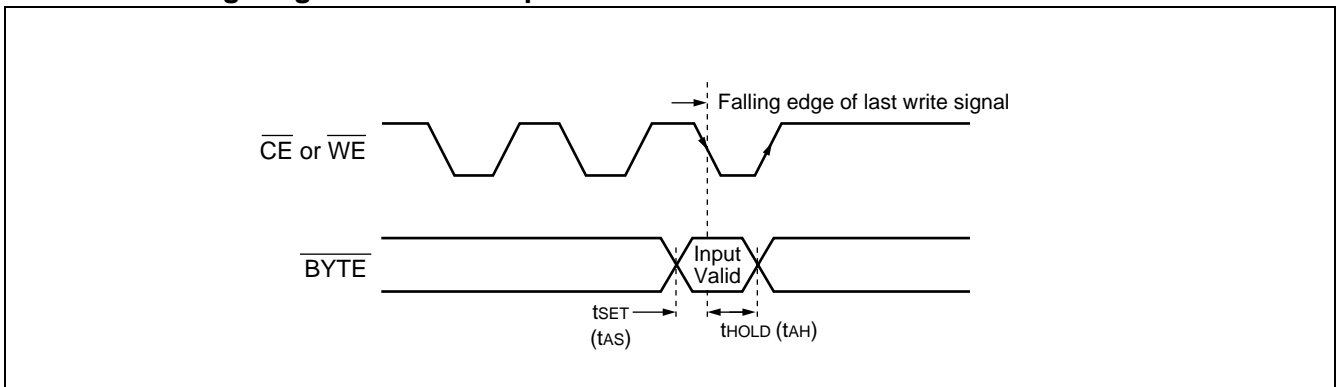 Falling edge of last write signal
CE or WE
BYTE
Input
Valid
tSET
(tAS)
tHOLD (tAH)